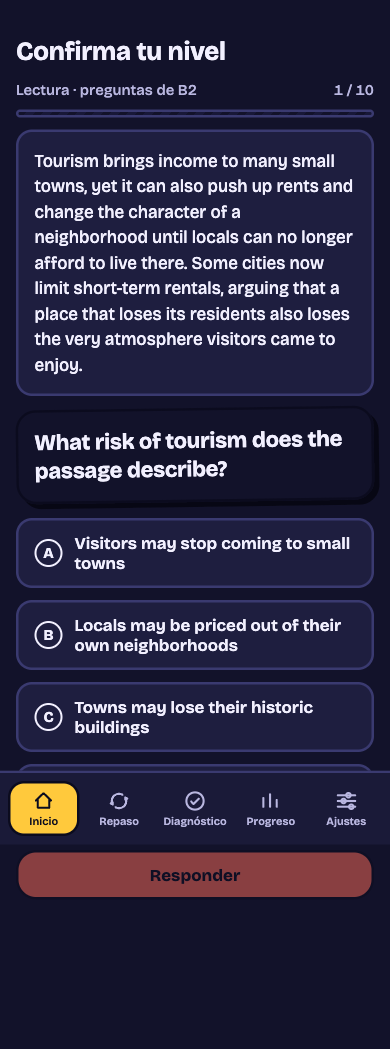 Confirma tu nivel
Lectura · preguntas de B2
1 / 10
Tourism brings income to many small
towns, yet it can also push up rents and
change the character of a
neighborhood until locals can no longer
afford to live there. Some cities now
limit short-term rentals, arguing that a
place that loses its residents also loses
the very atmosphere visitors came to
enjoy.
What risk of tourism does the
passage describe?
A Visitors may stop coming to small
towns
B Locals may be priced out of their
own neighborhoods
C Towns may lose their historic
buildings
Inicio
Repaso
Diagnóstico
Progreso
Ajustes
Responder